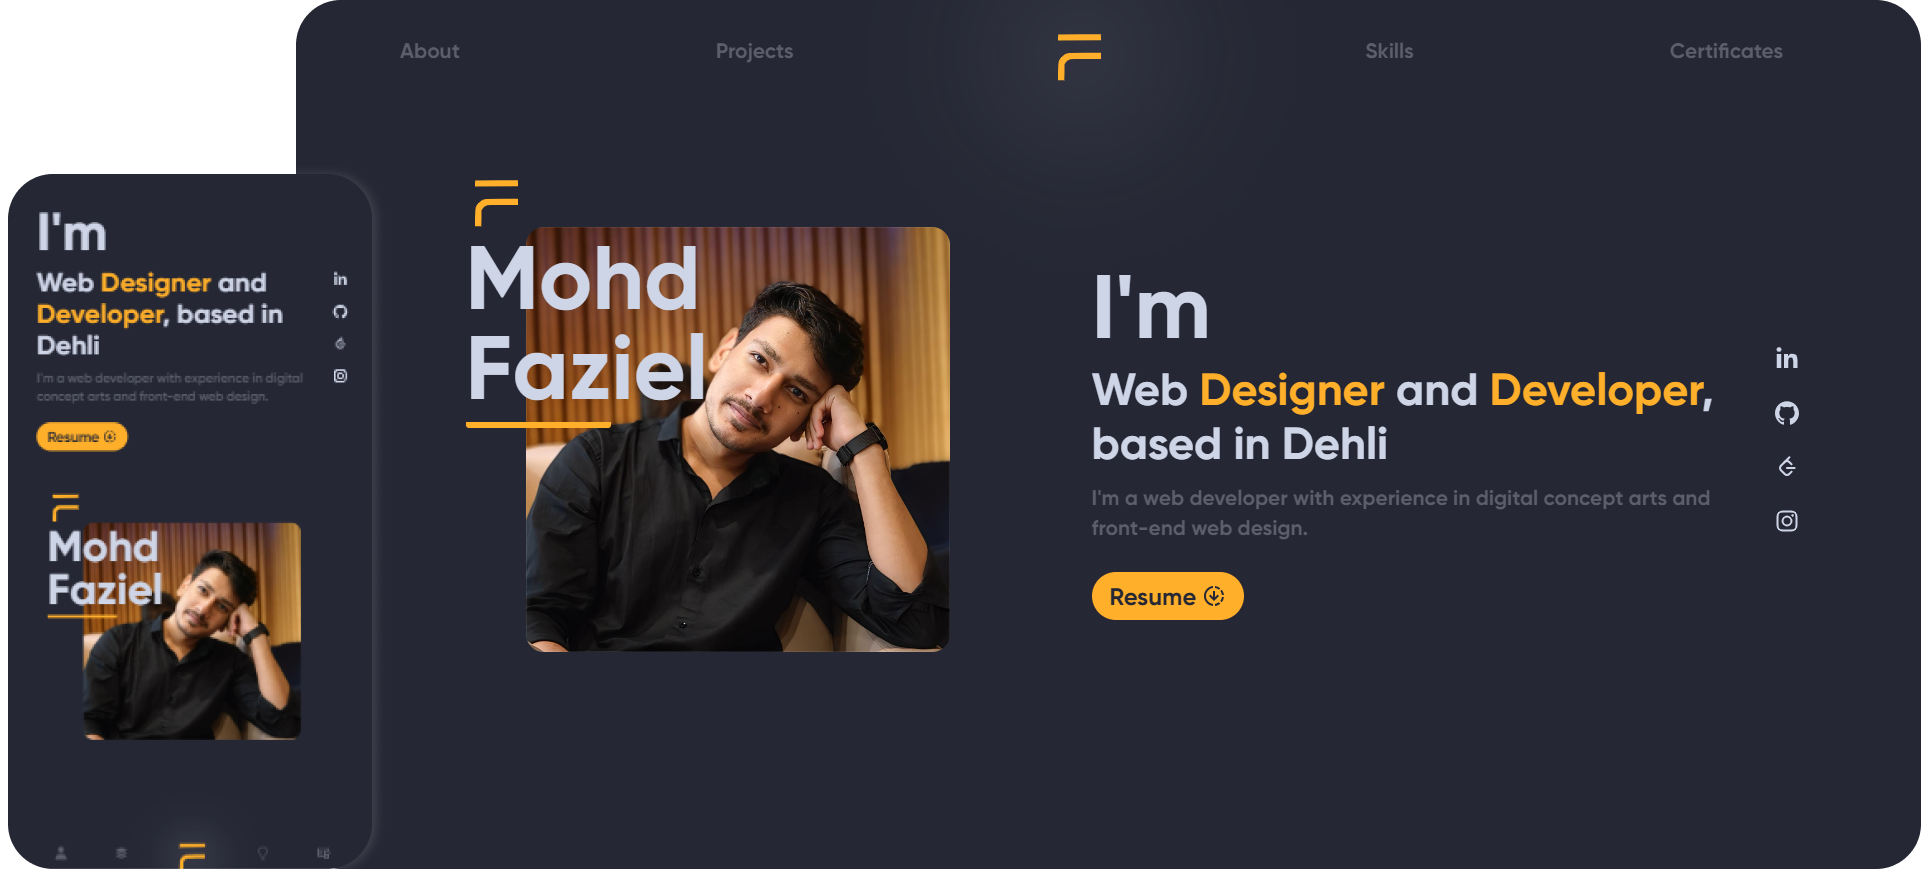 About
Projects
Skills
Certificates
Mohd
Faziel
I'm
Web Designer and Developer,
based in Dehli
I'm a web developer with experience in digital concept arts and
front-end web design.
Resume
in
I'm
Web Designer and
Developer, based in
Dehli
I'm a web developer with experience in digital
concept arts and front-end web design.
Resume
in
Mohd
Faziel